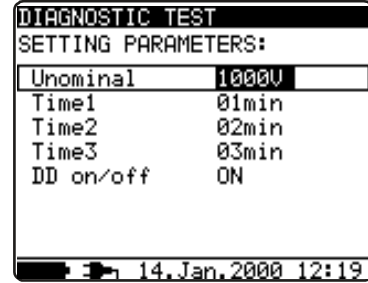 DIAGNOSTIC TEST
SETTING PARAMETERS:
Unominal 1000V
Time1 01min
Time2 02min
Time3 03min
DD on/off ON
14.Jan.2000 12:19